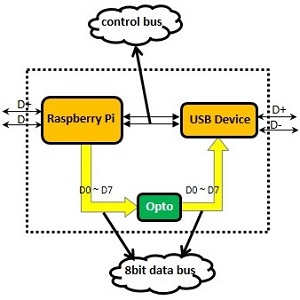 control bus
D+
D-
Raspberry Pi
USB Device
D+
D-
D0 ~ D7
Opto
D0 ~ D7
8bit data bus